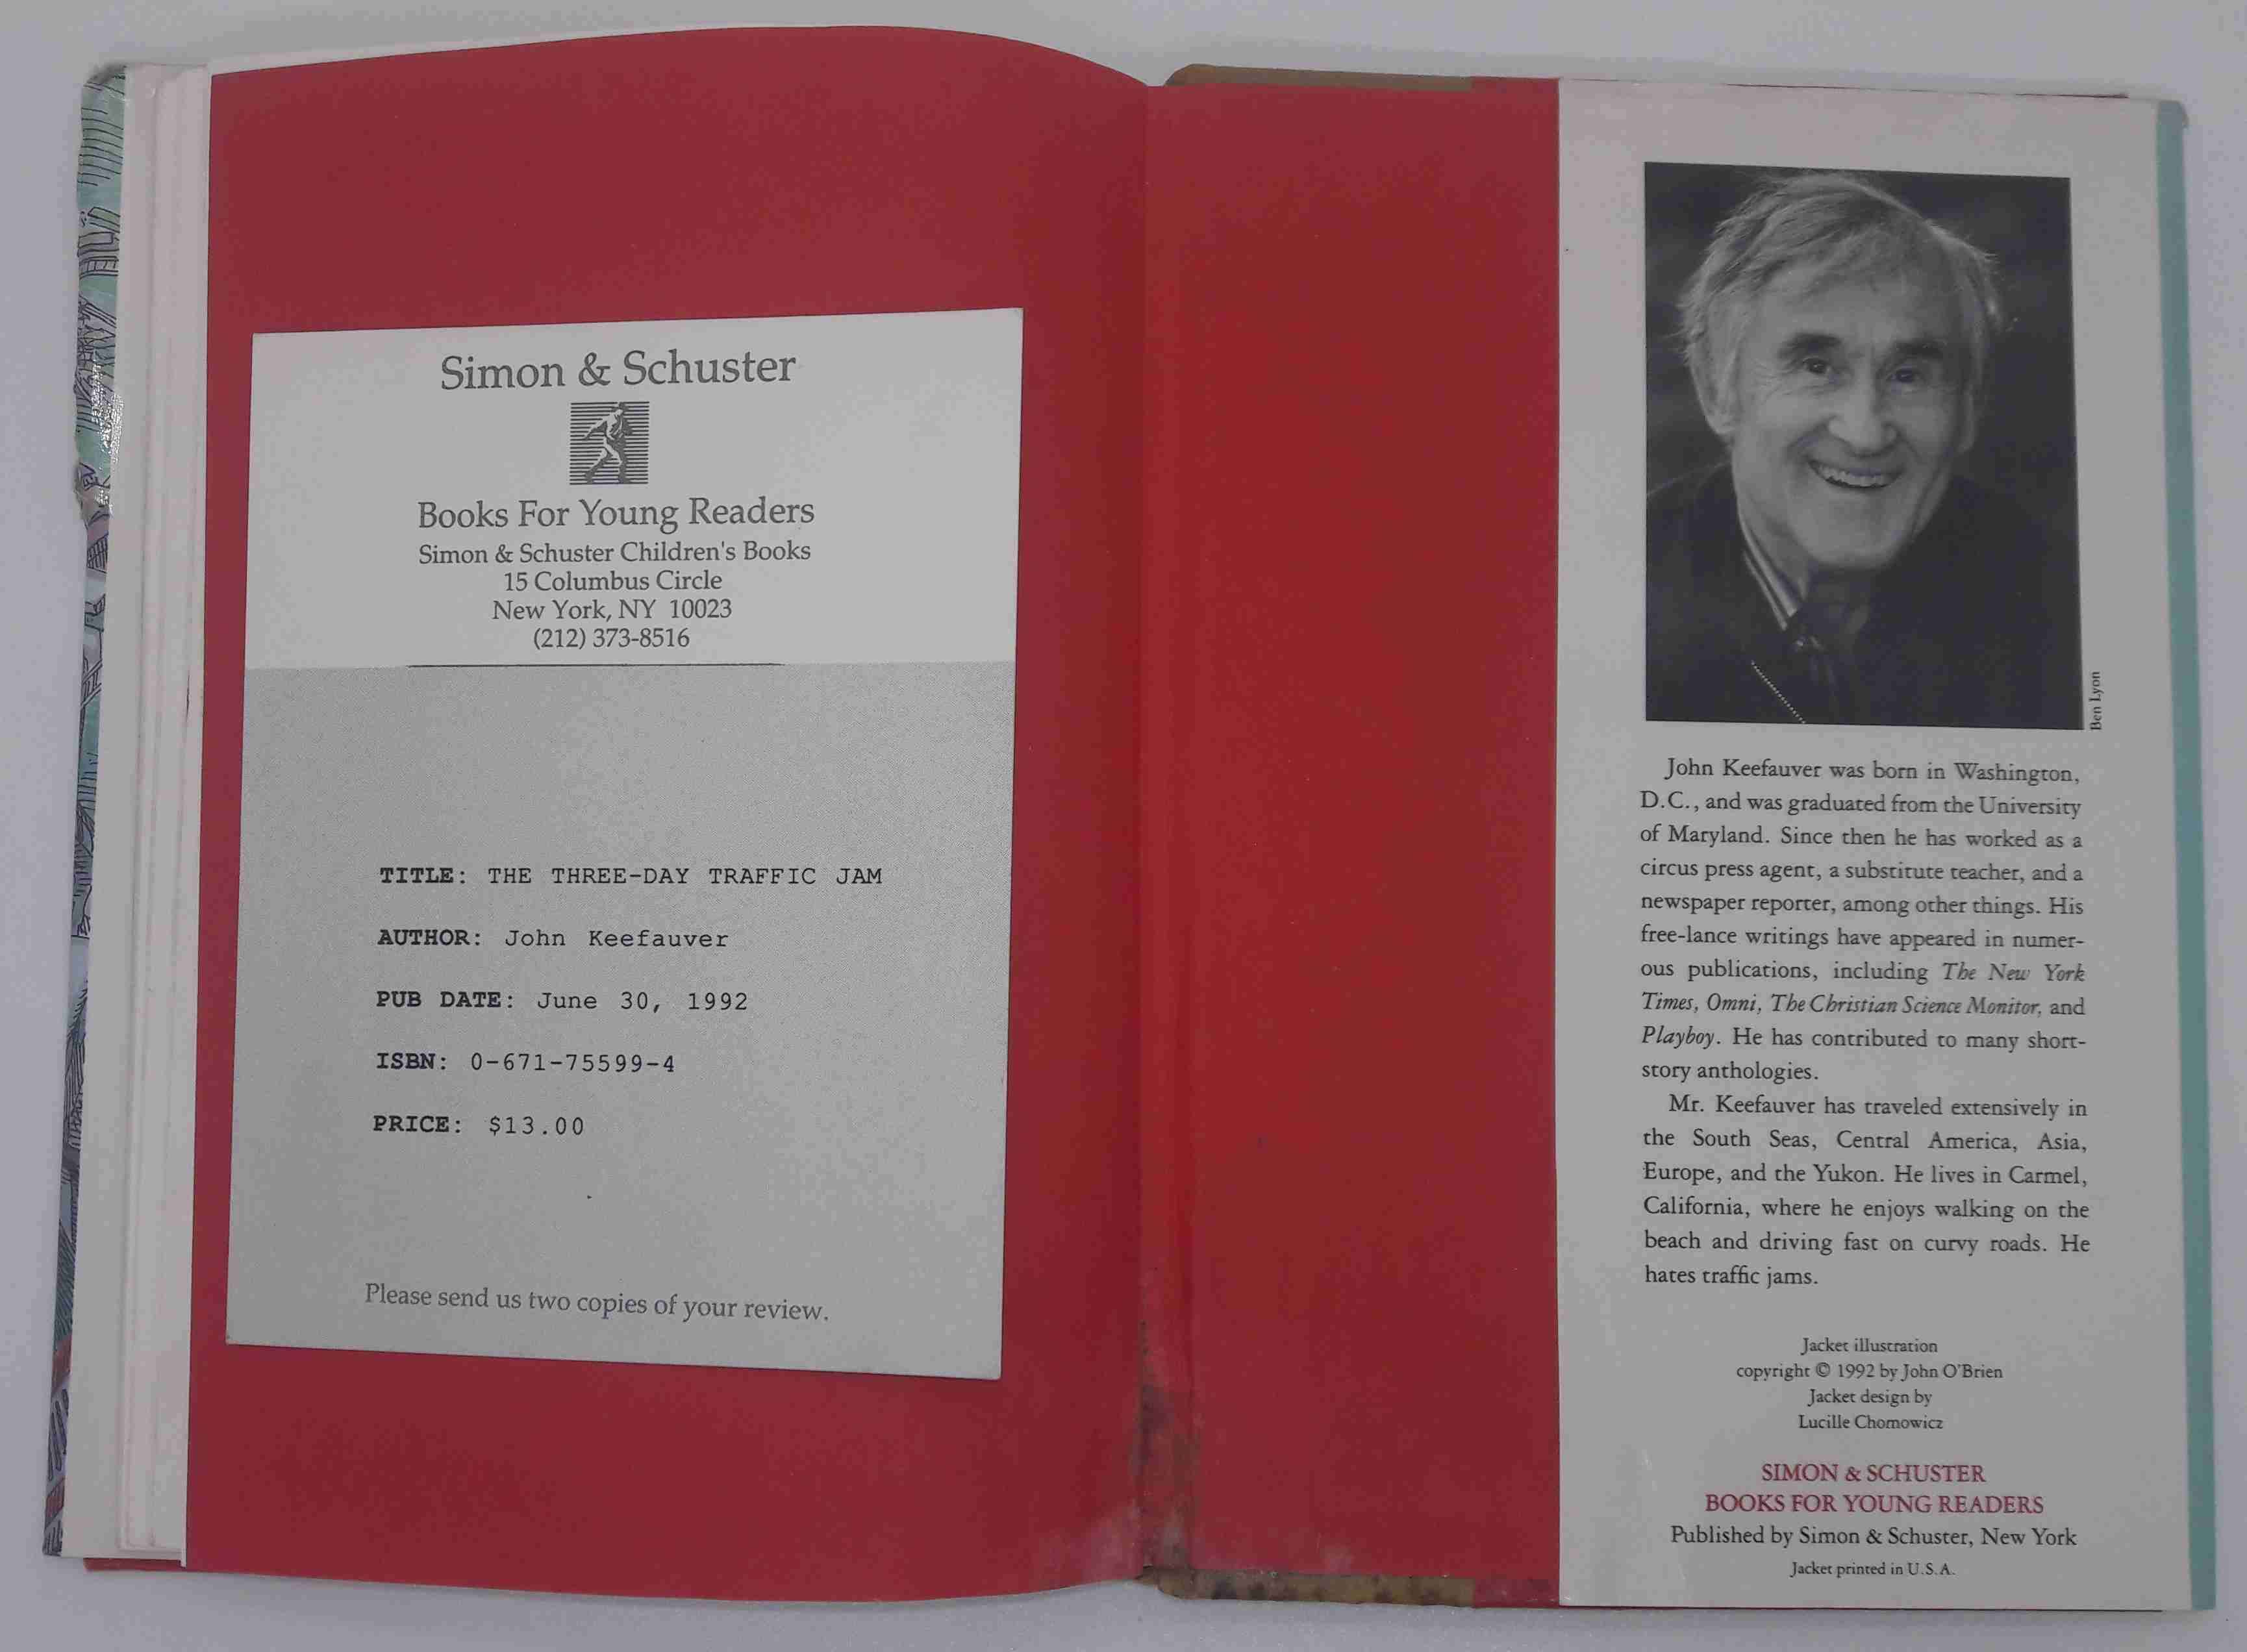 Simon & Schuster
Books For Young Readers
Simon & Schuster Children's Books
15 Columbus Circle
New York, NY 10023
(212) 373-8516
TITLE: THE THREE-DAY TRAFFIC JAM
AUTHOR: John Keefauver
PUB DATE: June 30, 1992
ISBN: 0-671-75599-4
PRICE: $13.00
Please send us two copies of your review.
Ben Lyon
John Keefauver was born in Washington,
D.C., and was graduated from the University
of Maryland. Since then he has worked as a
circus press agent, a substitute teacher, and a
newspaper reporter, among other things. His
free-lance writings have appeared in numer-
ous publications, including The New York
Times, Omni, The Christian Science Monitor, and
Playboy. He has contributed to many short-
story anthologies.
Mr. Keefauver has traveled extensively in
the South Seas, Central America, Asia,
Europe, and the Yukon. He lives in Carmel,
California, where he enjoys walking on the
beach and driving fast on curvy roads. He
hates traffic jams.
Jacket illustration
copyright © 1992 by John O'Brien
Jacket design by
Lucille Chomowicz
SIMON & SCHUSTER
BOOKS FOR YOUNG READERS
Published by Simon & Schuster, New York
Jacket printed in U.S.A.